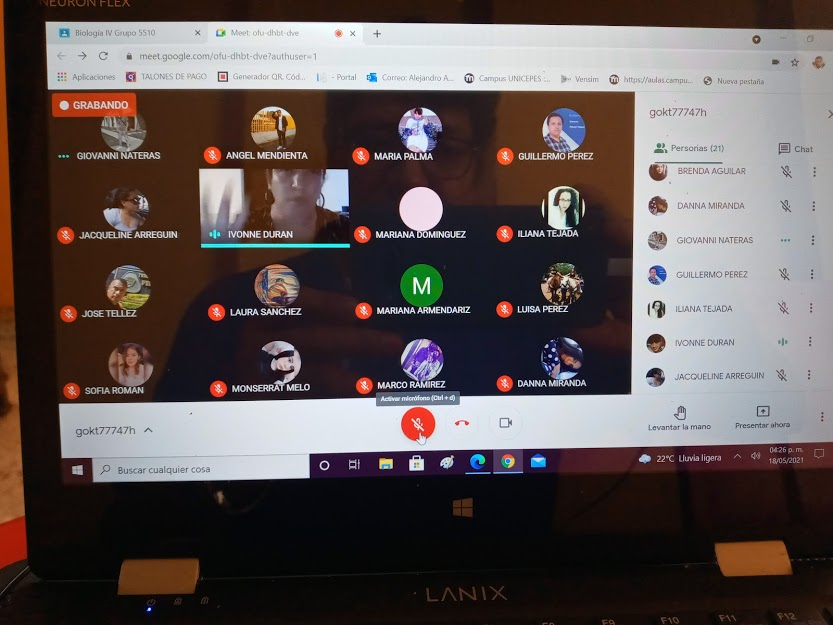 NEURON FLEX
Biología IV Grupo 5510
Meet: ofu-dhbt-dve
meet.google.com/ofu-dhbt-dve?authuser=1
Aplicaciones
TALONES DE PAGO
Generador QR. Cód...
- Portal
Correo: Alejandro A...
Campus UNICEPES :...
Vensim
https://aulas.campu...
Nueva pestaña
GRABANDO
GIOVANNI NATERAS
ANGEL MENDIENTA
MARIA PALMA
GUILLERMO PEREZ
JACQUELINE ARREGUIN
IVONNE DURAN
MARIANA DOMINGUEZ
ILIANA TEJADA
JOSE TELLEZ
LAURA SANCHEZ
M
MARIANA ARMENDARIZ
LUISA PEREZ
SOFIA ROMAN
MONSERRAT MELO
MARCO RAMIREZ
DANNA MIRANDA
gokt77747h
Personas (21)
Chat
BRENDA AGUILAR
DANNA MIRANDA
GIOVANNI NATERAS
GUILLERMO PEREZ
ILIANA TEJADA
IVONNE DURAN
JACQUELINE ARREGUIN
Activar micrófono (Ctrl + d)
gokt77747h
Levantar la mano
Presentar ahora
Buscar cualquier cosa
22°C Lluvia ligera
04:26 p. m.
18/05/2021
LANIX
F9
F10
F11
F12